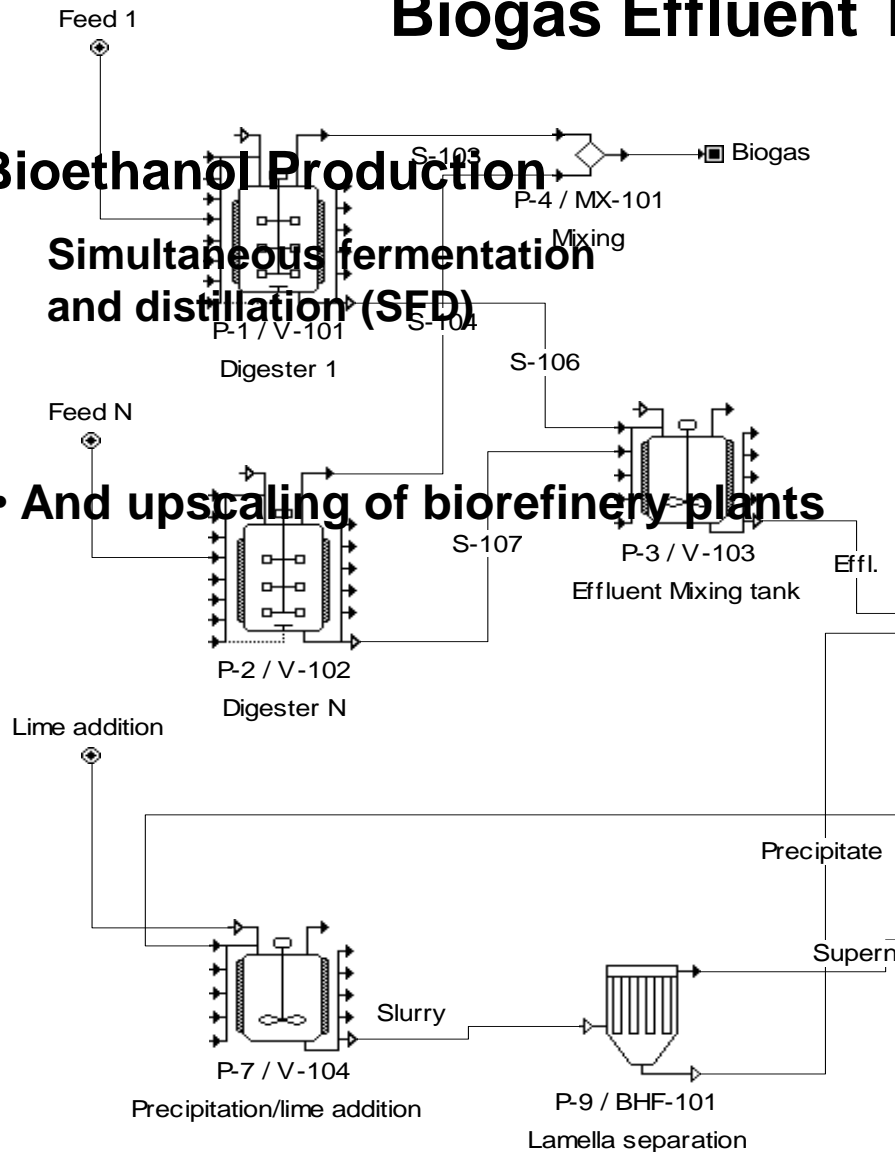 Biogas Effluent
Feed 1
Bioethanol Production
S-103
Biogas
P-4 / MX-101
Mixing
Simultaneous fermentation
and distillation (SFD)
P-1 / V-101
S-104
Digester 1
S-106
Feed N
• And upscaling of biorefinery plants
S-107
P-3 / V-103
Effl.
Effluent Mixing tank
P-2 / V-102
Digester N
Lime addition
Precipitate
Supern
Slurry
P-7 / V-104
Precipitation/lime addition
P-9 / BHF-101
Lamella separation